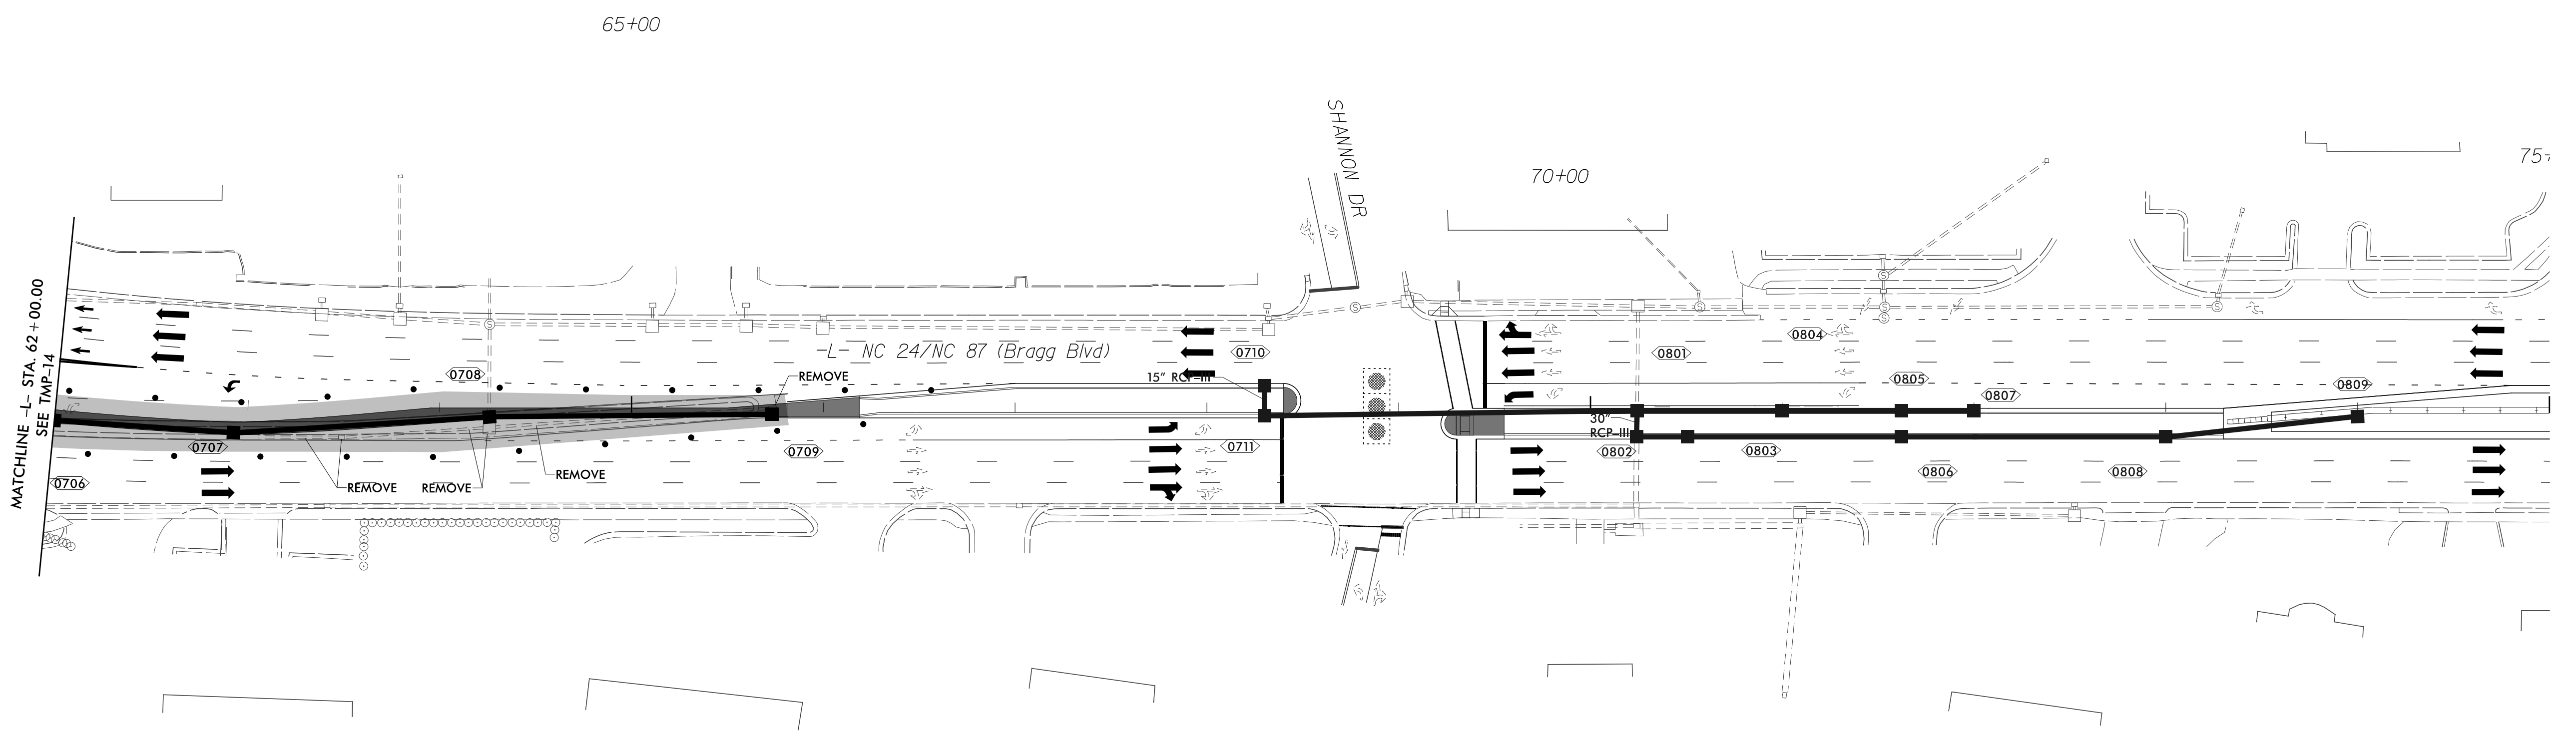 65+00
SHANNON DR
70+00
75+
MATCHLINE -L- STA. 62+00.00
SEE TMP-14
-L- NC 24/NC 87 (Bragg Blvd)
0710
0708
REMOVE
15" RCP-III
0801
0804
0805
0807
0809
30"
RCP-III
0707
0706
0709
0711
0802
0803
0806
0808
REMOVE
REMOVE
REMOVE
S
S
S
S
S
S
S